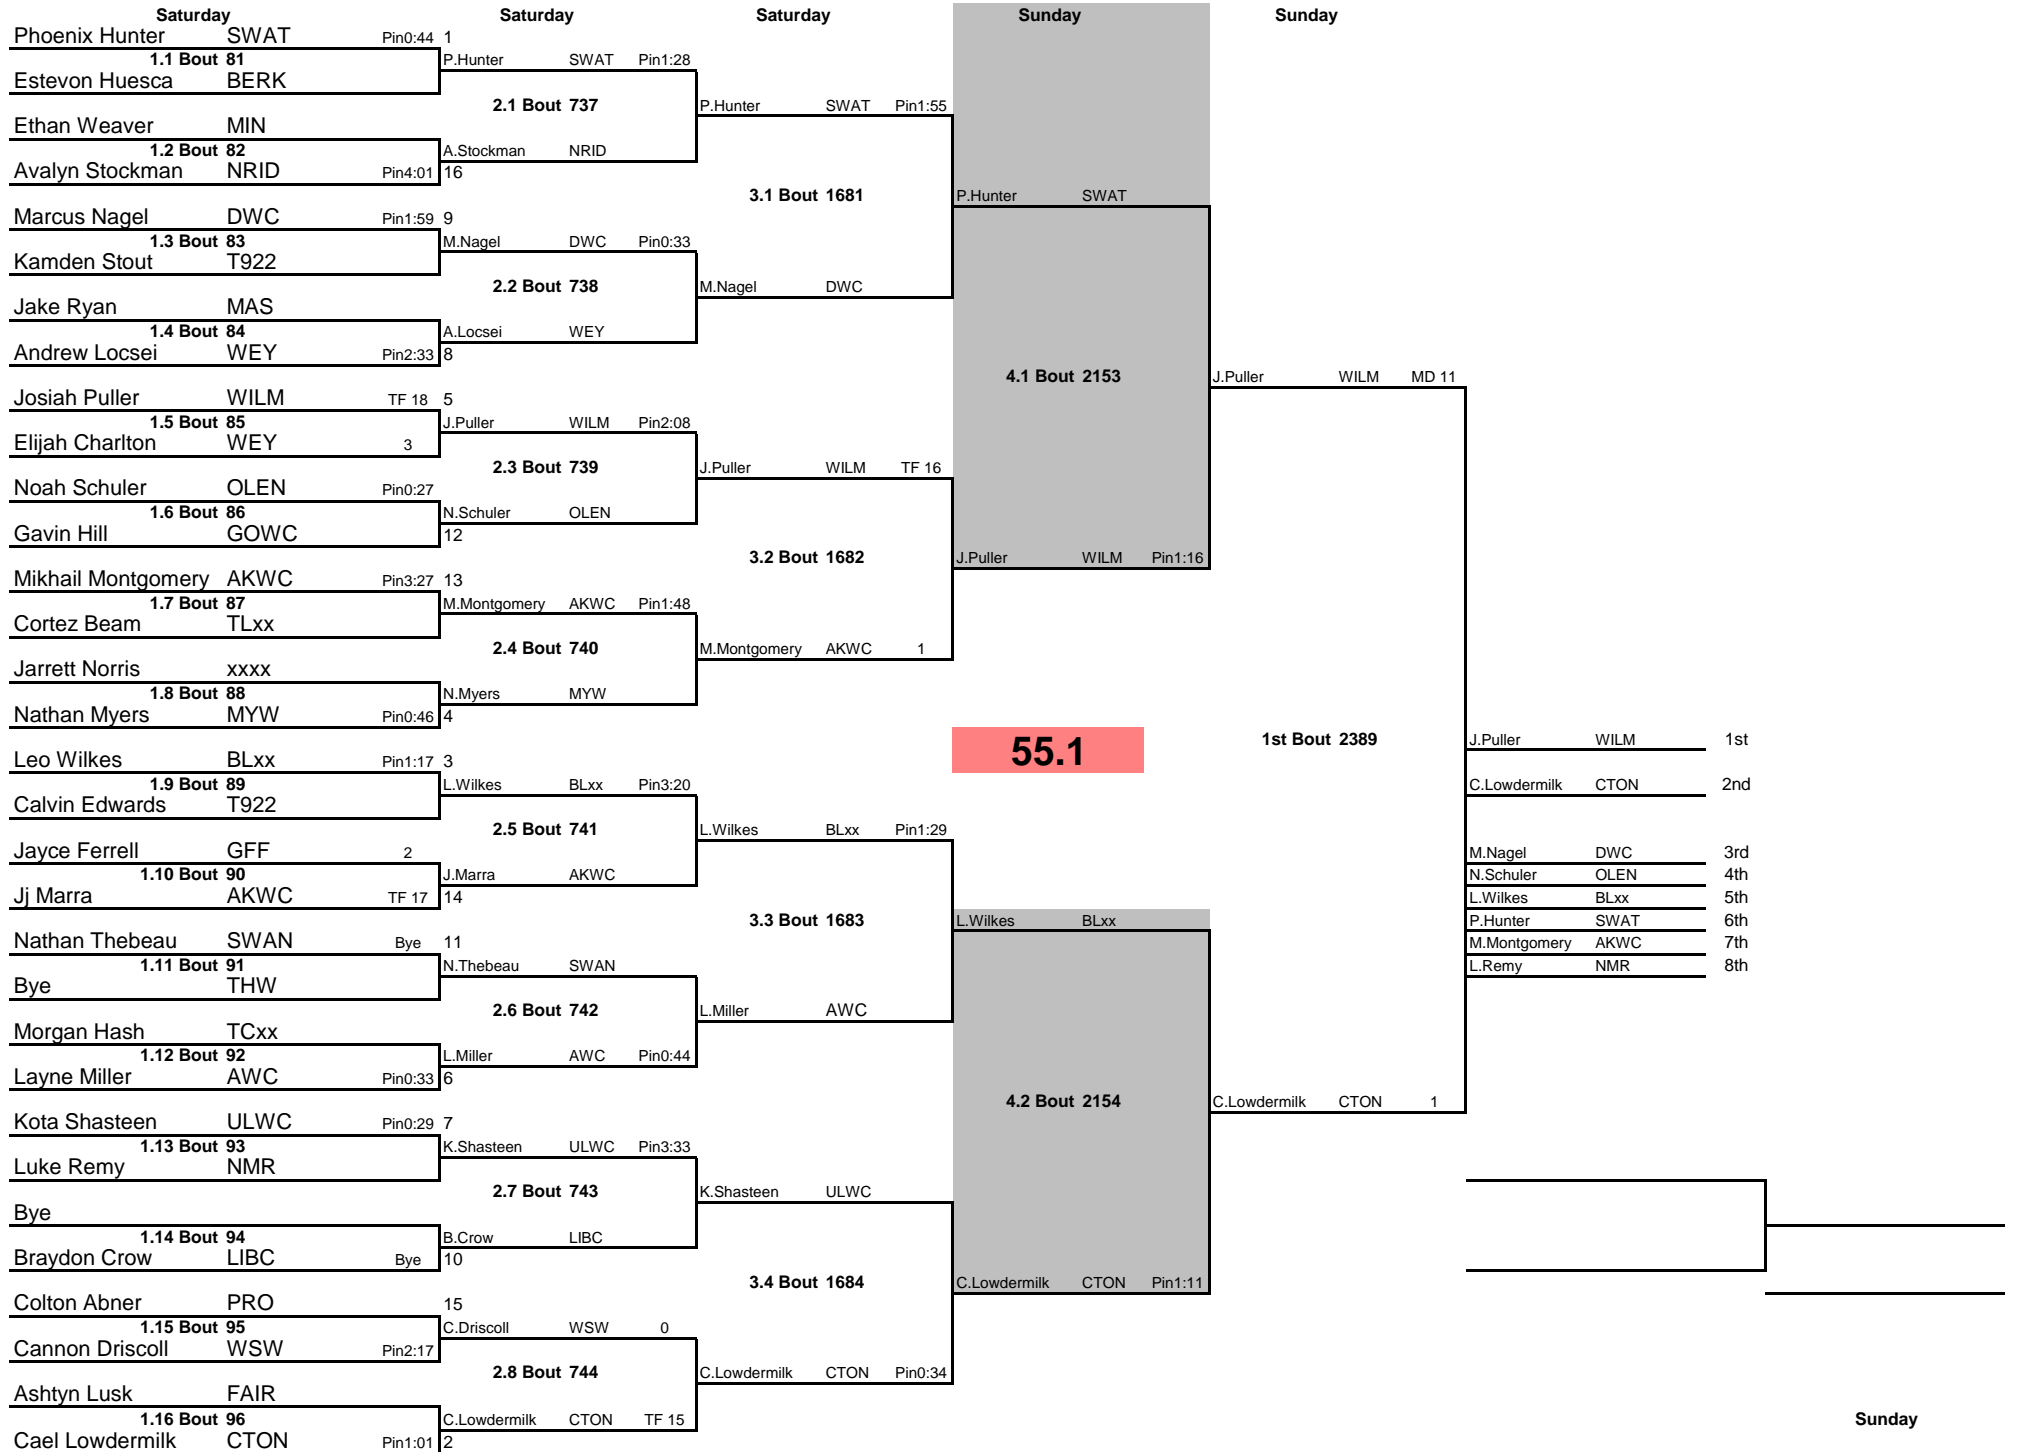 Saturday Saturday Saturday Sunday Sunday
Phoenix Hunter SWAT Pin0:44 1
1.1 Bout 81 P.Hunter SWAT Pin1:28
Estevon Huesca BERK
2.1 Bout 737 P.Hunter SWAT Pin1:55
Ethan Weaver MIN
1.2 Bout 82 A.Stockman NRID
Avalyn Stockman NRID Pin4:01 16
3.1 Bout 1681 P.Hunter SWAT
Marcus Nagel DWC Pin1:59 9
1.3 Bout 83 M.Nagel DWC Pin0:33
Kamden Stout T922
2.2 Bout 738 M.Nagel DWC
Jake Ryan MAS
1.4 Bout 84 A.Locsei WEY
Andrew Locsei WEY Pin2:33 8
4.1 Bout 2153 J.Puller WILM MD 11
Josiah Puller WILM TF 18 5
1.5 Bout 85 J.Puller WILM Pin2:08
Elijah Charlton WEY 3
2.3 Bout 739 J.Puller WILM TF 16
Noah Schuler OLEN Pin0:27
1.6 Bout 86 N.Schuler OLEN
Gavin Hill GOWC 12
3.2 Bout 1682 J.Puller WILM Pin1:16
Mikhail Montgomery AKWC Pin3:27 13
1.7 Bout 87 M.Montgomery AKWC Pin1:48
Cortez Beam TLxx
2.4 Bout 740 M.Montgomery AKWC 1
Jarrett Norris xxxx
1.8 Bout 88 N.Myers MYW
Nathan Myers MYW Pin0:46 4
55.1 1st Bout 2389 J.Puller WILM 1st
Leo Wilkes BLxx Pin1:17 3
1.9 Bout 89 L.Wilkes BLxx Pin3:20 C.Lowdermilk CTON 2nd
Calvin Edwards T922
2.5 Bout 741 L.Wilkes BLxx Pin1:29
Jayce Ferrell GFF 2 M.Nagel DWC 3rd
1.10 Bout 90 J.Marra AKWC N.Schuler OLEN 4th
Jj Marra AKWC TF 17 14 L.Wilkes BLxx 5th
3.3 Bout 1683 L.Wilkes BLxx P.Hunter SWAT 6th
Nathan Thebeau SWAN Bye 11 M.Montgomery AKWC 7th
1.11 Bout 91 N.Thebeau SWAN L.Remy NMR 8th
Bye THW
2.6 Bout 742 L.Miller AWC
Morgan Hash TCxx
1.12 Bout 92 L.Miller AWC Pin0:44
Layne Miller AWC Pin0:33 6
4.2 Bout 2154 C.Lowdermilk CTON 1
Kota Shasteen ULWC Pin0:29 7
1.13 Bout 93 K.Shasteen ULWC Pin3:33
Luke Remy NMR
2.7 Bout 743 K.Shasteen ULWC
Bye
1.14 Bout 94 B.Crow LIBC
Braydon Crow LIBC Bye 10
3.4 Bout 1684 C.Lowdermilk CTON Pin1:11
Colton Abner PRO 15
1.15 Bout 95 C.Driscoll WSW 0
Cannon Driscoll WSW Pin2:17
2.8 Bout 744 C.Lowdermilk CTON Pin0:34
Ashtyn Lusk FAIR
1.16 Bout 96 C.Lowdermilk CTON TF 15 Sunday
Cael Lowdermilk CTON Pin1:01 2